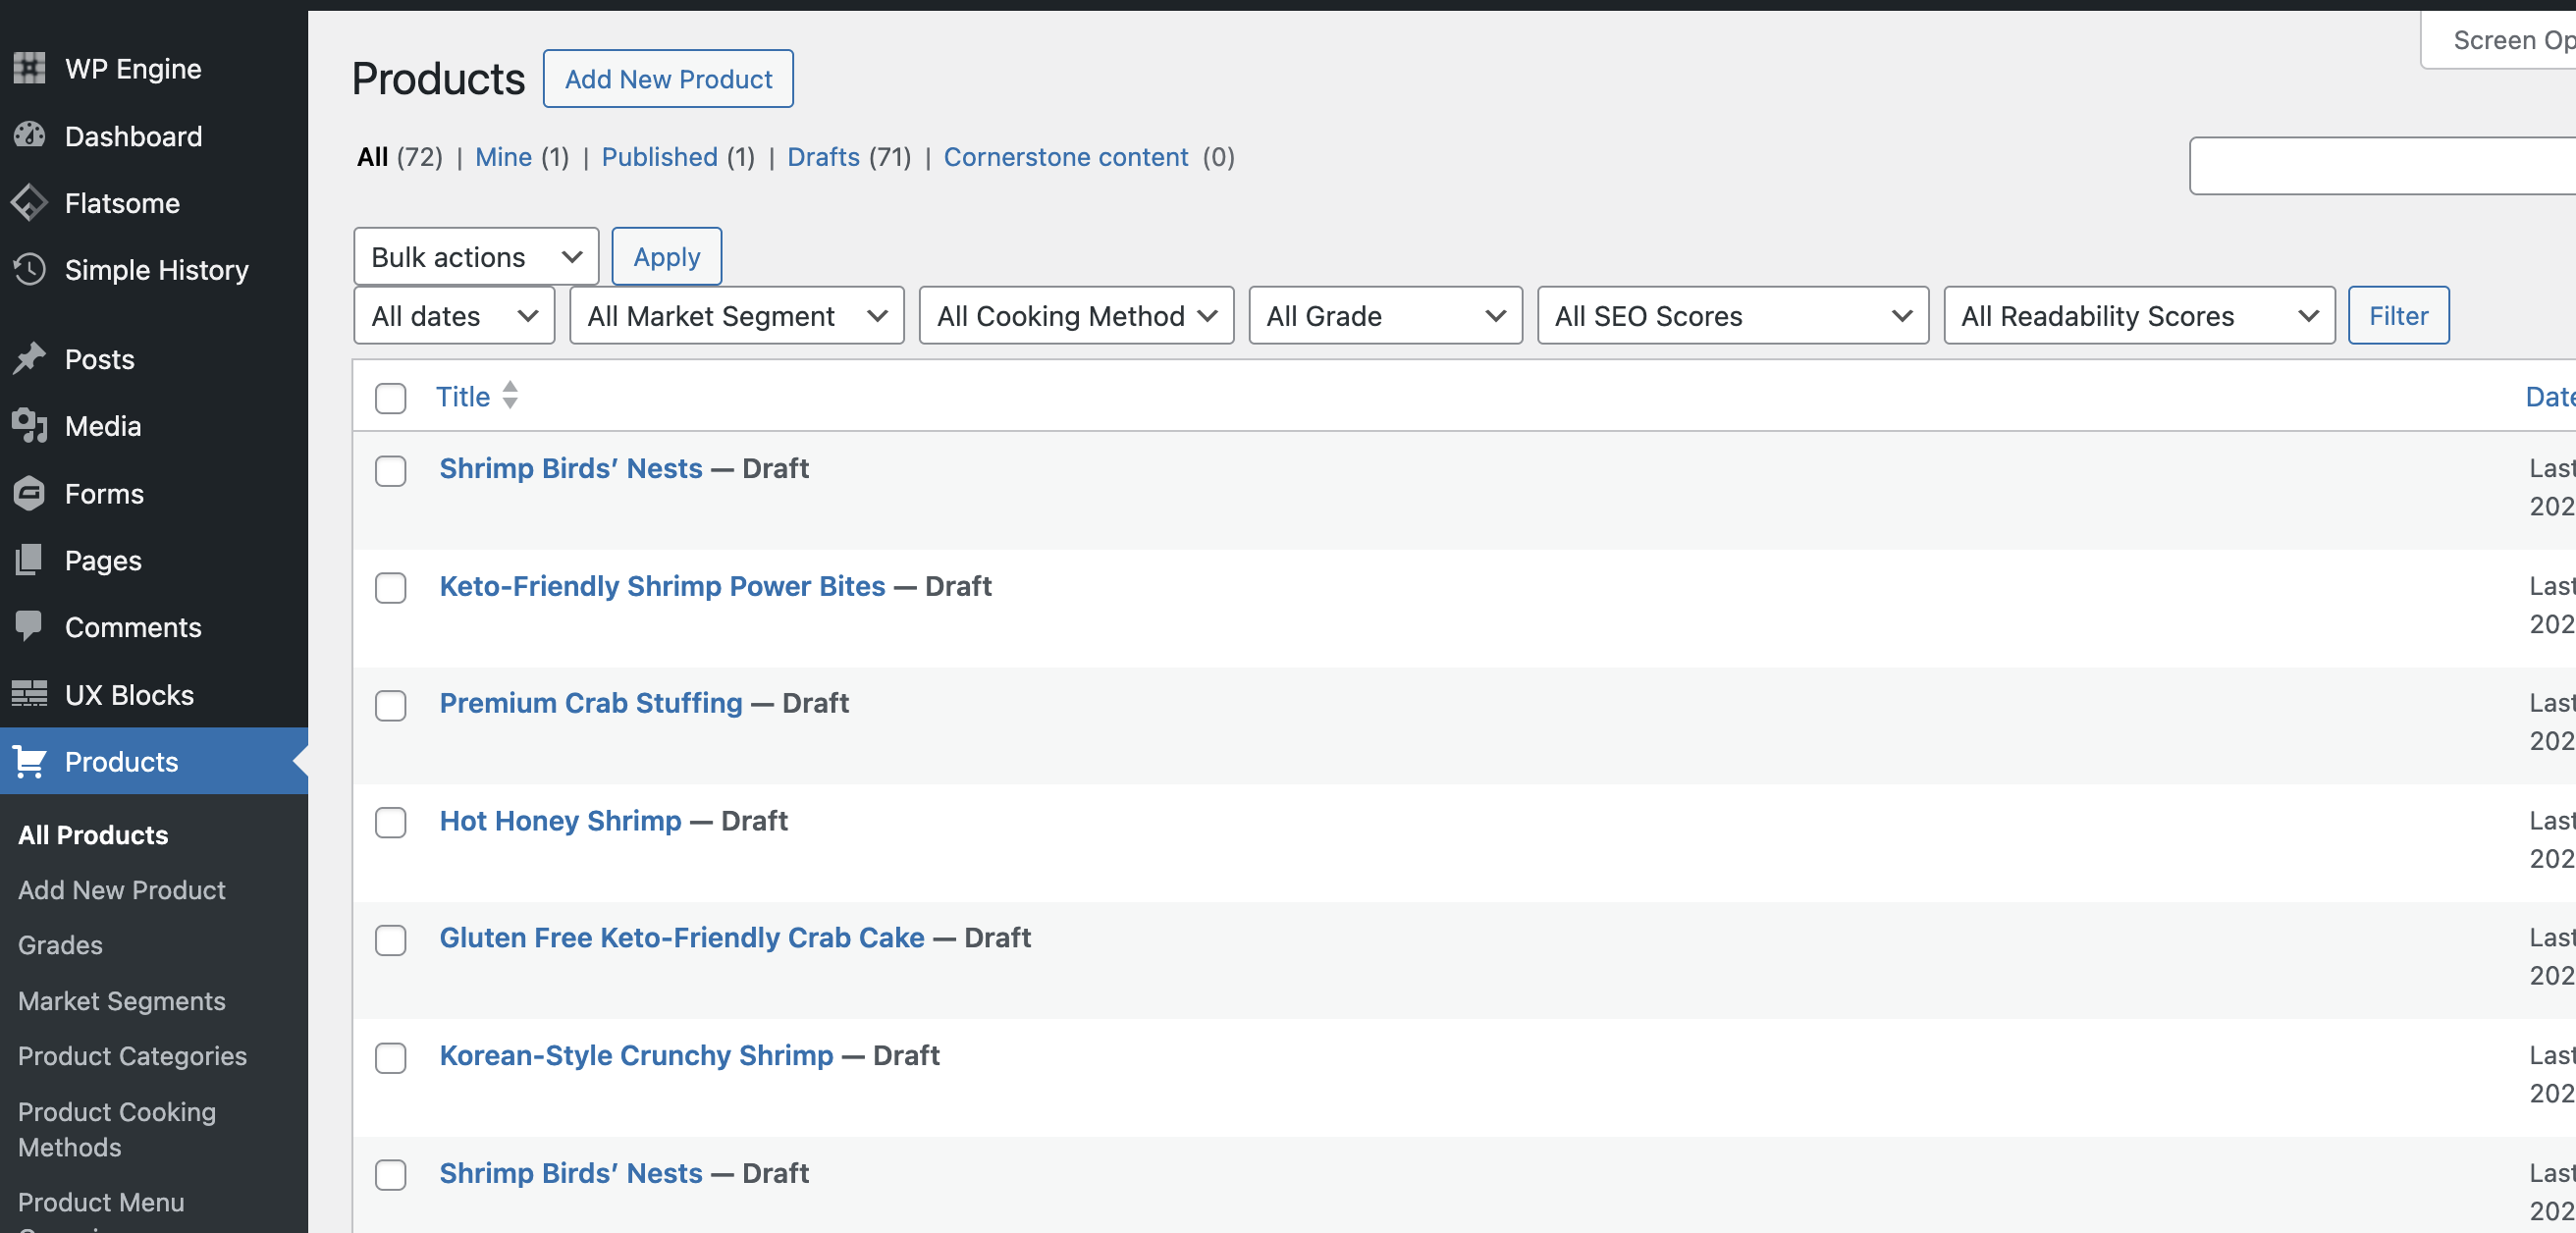 WP Engine
Dashboard
Flatsome
Simple History
Posts
Media
Forms
Pages
Comments
UX Blocks
Products
All Products
Add New Product
Grades
Market Segments
Product Categories
Product Cooking
Methods
Product Menu
Screen Op
Products Add New Product
All (72) | Mine (1) | Published (1) | Drafts (71) | Cornerstone content (0)
Bulk actions Apply
All dates All Market Segment All Cooking Method All Grade All SEO Scores All Readability Scores Filter
Title Date
Shrimp Birds’ Nests — Draft Last
202
Keto-Friendly Shrimp Power Bites — Draft Last
202
Premium Crab Stuffing — Draft Last
202
Hot Honey Shrimp — Draft Last
202
Gluten Free Keto-Friendly Crab Cake — Draft Last
202
Korean-Style Crunchy Shrimp — Draft Last
202
Shrimp Birds’ Nests — Draft Last
202